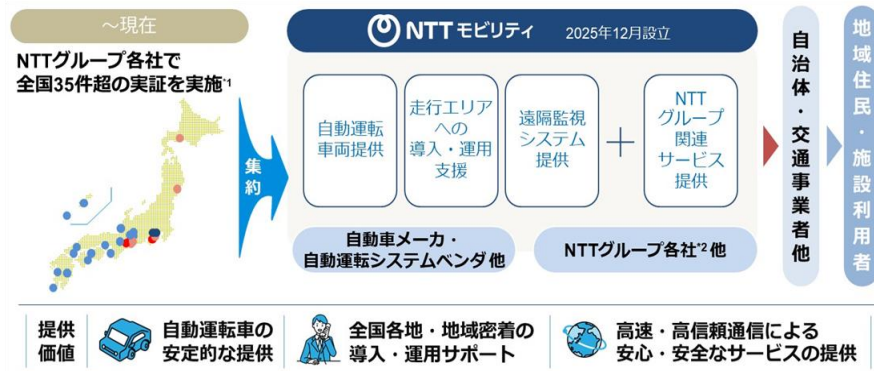 ～現在
NTTグループ各社で
全国35件超の実証を実施*1
集約
NTT モビリティ 2025年12月設立
自動運転
車両提供
走行エリア
への
導入・運用
支援
遠隔監視
システム
提供
＋
NTT
グループ
関連
サービス
提供
自動車メーカ・
自動運転システムベンダ 他
NTTグループ各社*2 他
自治体・交通事業者他
地域住民・施設利用者
提供
価値
自動運転車の
安定的な提供
全国各地・地域密着の
導入・運用サポート
高速・高信頼通信による
安心・安全なサービスの提供